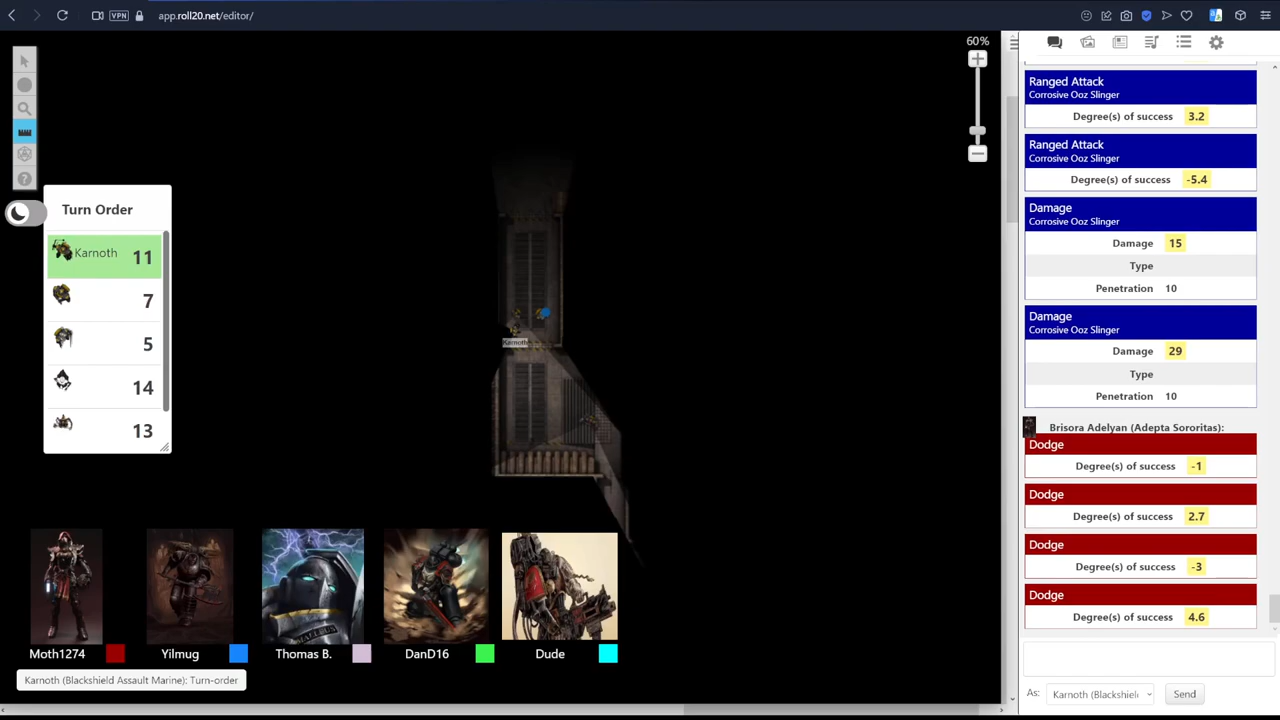 VPN
app.roll20.net/editor/
60%
Turn Order
Karnoth
11
7
5
14
13
Karnoth
Moth1274
Yilmug
Thomas B.
DanD16
Dude
Karnoth (Blackshield Assault Marine): Turn-order
Ranged Attack
Corrosive Ooz Slinger
Degree(s) of success 3.2
Ranged Attack
Corrosive Ooz Slinger
Degree(s) of success -5.4
Damage
Corrosive Ooz Slinger
Damage 15
Type
Penetration 10
Damage
Corrosive Ooz Slinger
Damage 29
Type
Penetration 10
Brisora Adelyan (Adepta Sororitas):
Dodge
Degree(s) of success -1
Dodge
Degree(s) of success 2.7
Dodge
Degree(s) of success -3
Dodge
Degree(s) of success 4.6
As: Karnoth (Blackshiel
Send